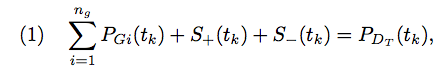 (1) $\sum_{i=1}^{n_g} P_{Gi}(t_k) + S_+(t_k) + S_-(t_k) = P_{D_T}(t_k),$